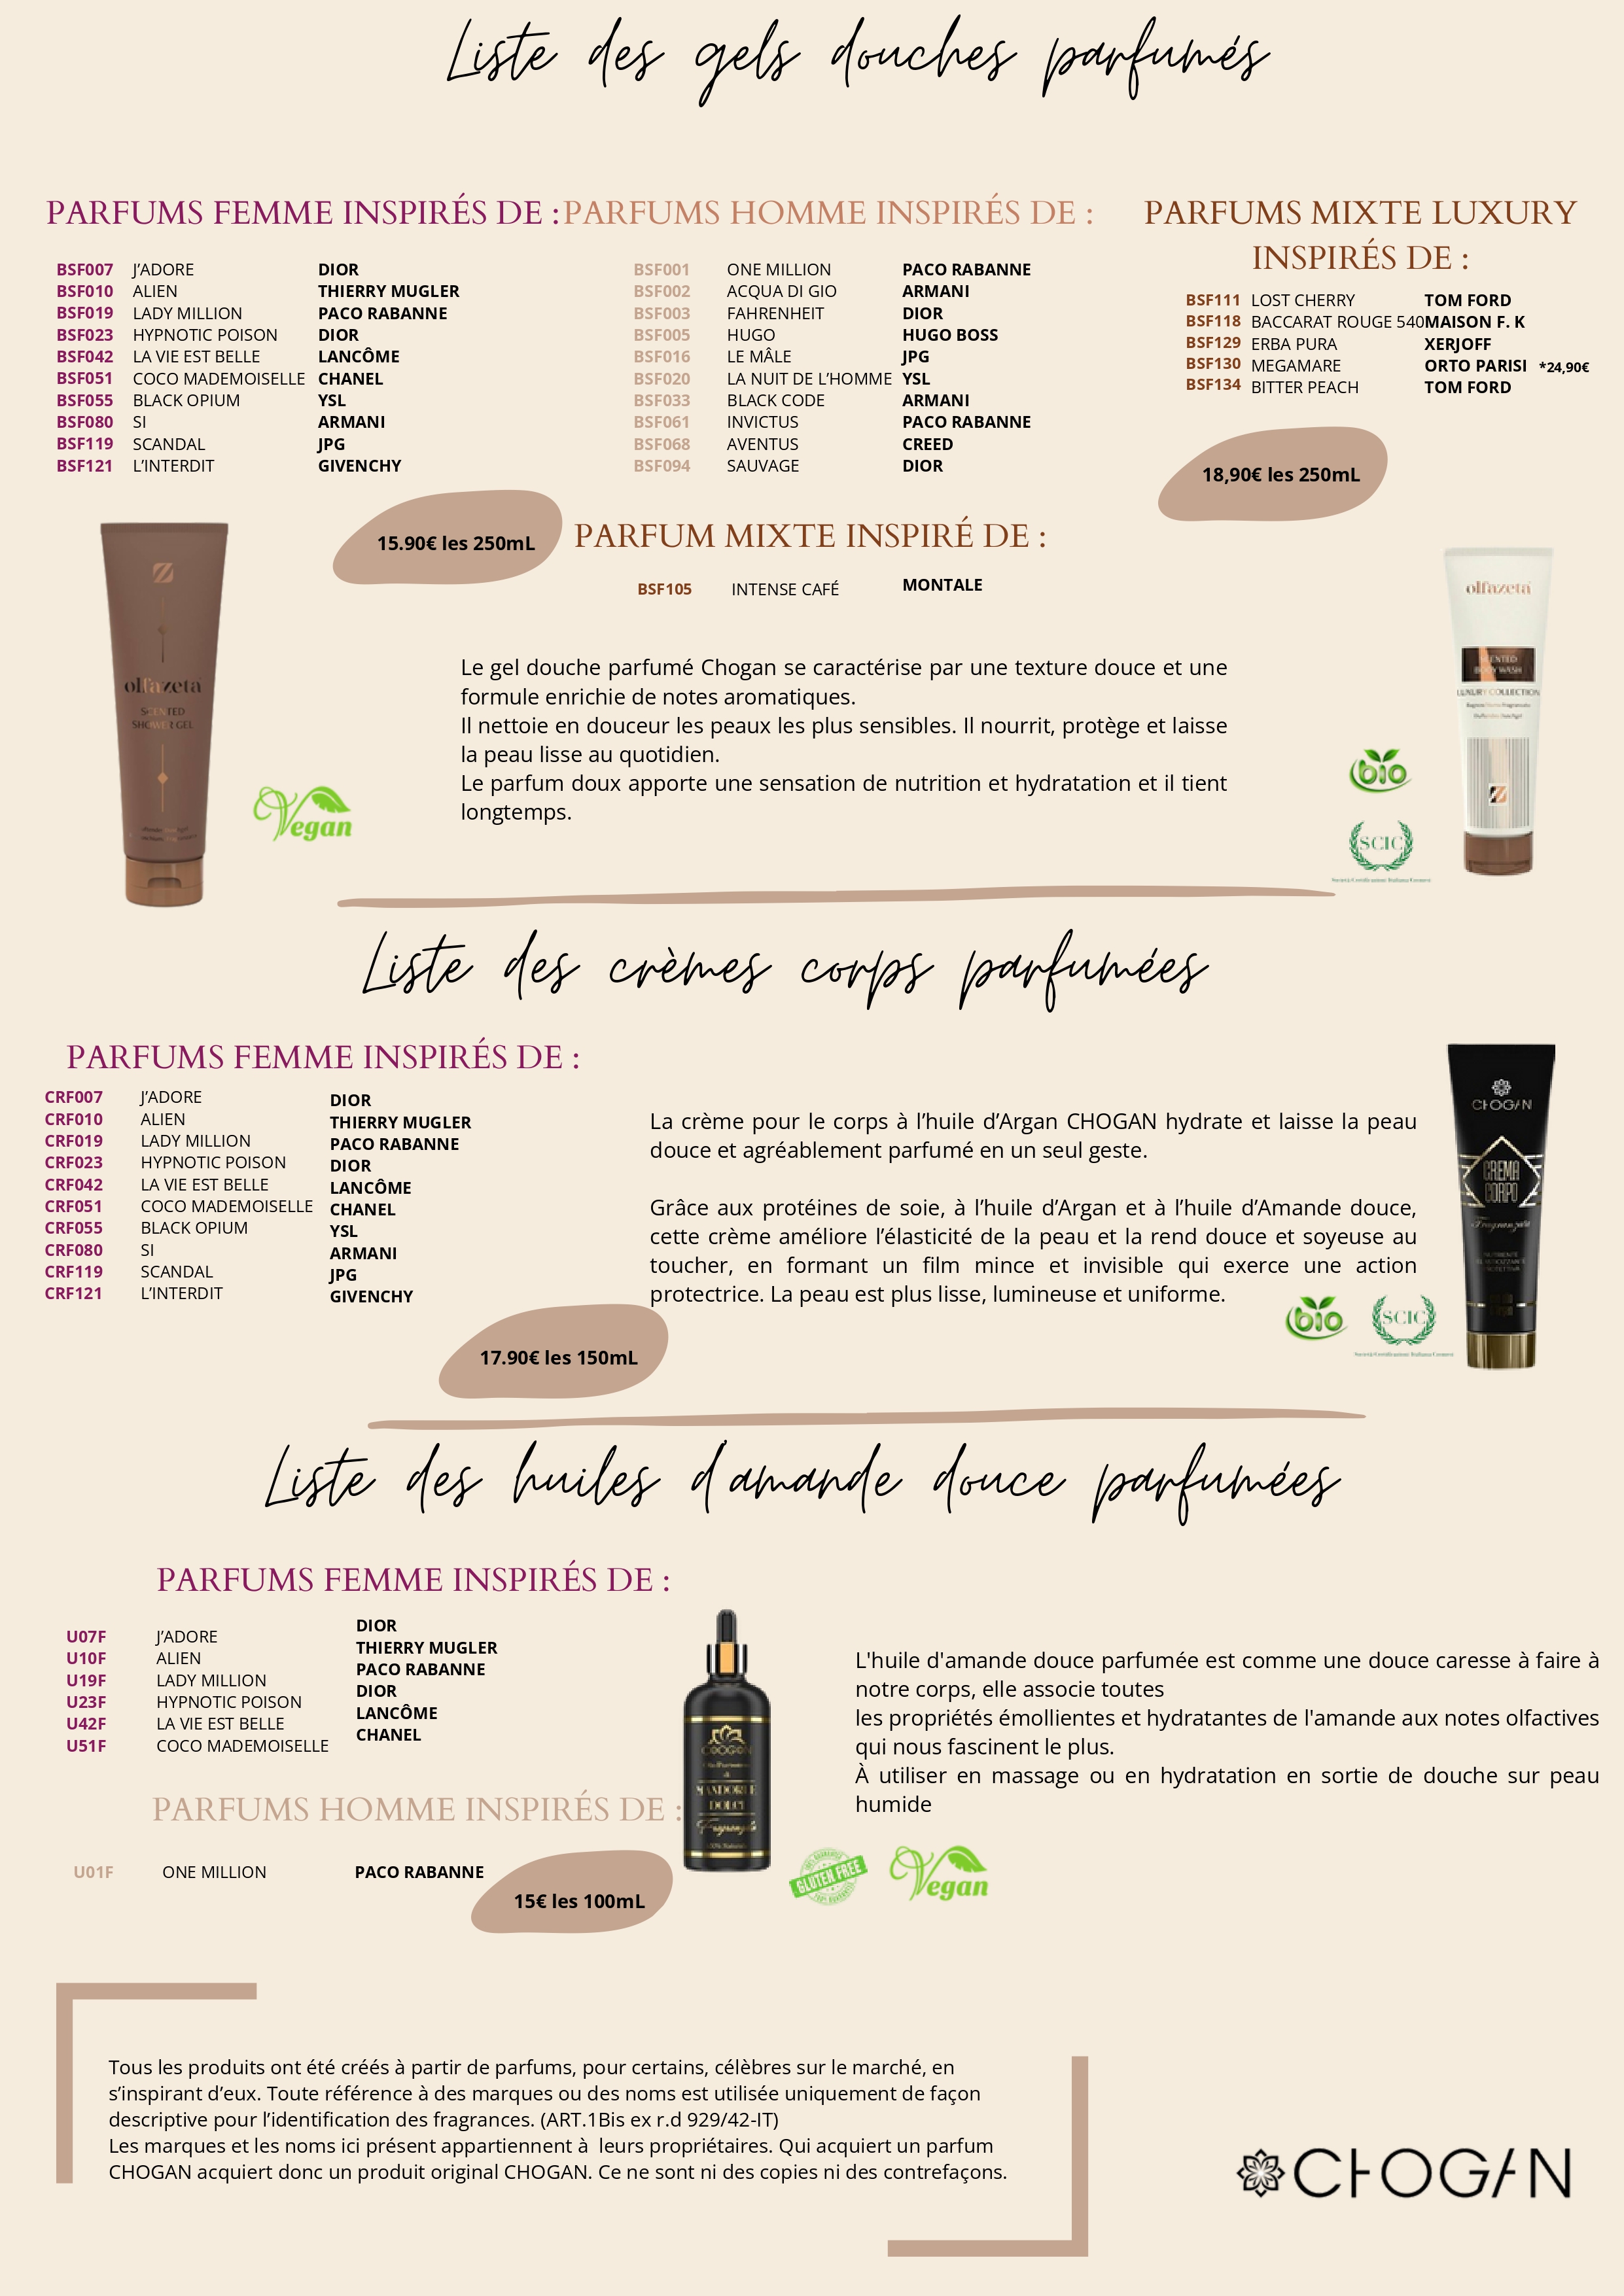 Liste des gels douches parfumés
PARFUMS FEMME INSPIRÉS DE :
BSF007 J’ADORE DIOR
BSF010 ALIEN THIERRY MUGLER
BSF019 LADY MILLION PACO RABANNE
BSF023 HYPNOTIC POISON DIOR
BSF042 LA VIE EST BELLE LANCÔME
BSF051 COCO MADEMOISELLE CHANEL
BSF055 BLACK OPIUM YSL
BSF080 SI ARMANI
BSF119 SCANDAL JPG
BSF121 L’INTERDIT GIVENCHY
PARFUMS HOMME INSPIRÉS DE :
BSF001 ONE MILLION PACO RABANNE
BSF002 ACQUA DI GIO ARMANI
BSF003 FAHRENHEIT DIOR
BSF005 HUGO HUGO BOSS
BSF016 LE MÂLE JPG
BSF020 LA NUIT DE L’HOMME YSL
BSF033 BLACK CODE ARMANI
BSF061 INVICTUS PACO RABANNE
BSF068 AVENTUS CREED
BSF094 SAUVAGE DIOR
PARFUMS MIXTE LUXURY
INSPIRÉS DE :
BSF111 LOST CHERRY TOM FORD
BSF118 BACCARAT ROUGE 540 MAISON F. K
BSF129 ERBA PURA XERJOFF
BSF130 MEGAMARE ORTO PARISI *24,90€
BSF134 BITTER PEACH TOM FORD
18,90€ les 250mL
15.90€ les 250mL
PARFUM MIXTE INSPIRÉ DE :
BSF105 INTENSE CAFÉ MONTALE
olfazeta
SCENTED
SHOWER GEL
Vegan
Le gel douche parfumé Chogan se caractérise par une texture douce et une
formule enrichie de notes aromatiques.
Il nettoie en douceur les peaux les plus sensibles. Il nourrit, protège et laisse
la peau lisse au quotidien.
Le parfum doux apporte une sensation de nutrition et hydratation et il tient
longtemps.
olfazeta
SCENTED
BODY WASH
LUXURY COLLECTION
bio
SCIC
Liste des crèmes corps parfumées
PARFUMS FEMME INSPIRÉS DE :
CRF007 J’ADORE DIOR
CRF010 ALIEN THIERRY MUGLER
CRF019 LADY MILLION PACO RABANNE
CRF023 HYPNOTIC POISON DIOR
CRF042 LA VIE EST BELLE LANCÔME
CRF051 COCO MADEMOISELLE CHANEL
CRF055 BLACK OPIUM YSL
CRF080 SI ARMANI
CRF119 SCANDAL JPG
CRF121 L’INTERDIT GIVENCHY
17.90€ les 150mL
La crème pour le corps à l’huile d’Argan CHOGAN hydrate et laisse la peau
douce et agréablement parfumé en un seul geste.
Grâce aux protéines de soie, à l’huile d’Argan et à l’huile d’Amande douce,
cette crème améliore l’élasticité de la peau et la rend douce et soyeuse au
toucher, en formant un film mince et invisible qui exerce une action
protectrice. La peau est plus lisse, lumineuse et uniforme.
bio
SCIC
CHOGAN
CREMA
CORPO
Liste des huiles d'amande douce parfumées
PARFUMS FEMME INSPIRÉS DE :
U07F J’ADORE DIOR
U10F ALIEN THIERRY MUGLER
U19F LADY MILLION PACO RABANNE
U23F HYPNOTIC POISON DIOR
U42F LA VIE EST BELLE LANCÔME
U51F COCO MADEMOISELLE CHANEL
PARFUMS HOMME INSPIRÉS DE :
U01F ONE MILLION PACO RABANNE
15€ les 100mL
CHOGAN
MANDORLE
DOLCI
L'huile d'amande douce parfumée est comme une douce caresse à faire à
notre corps, elle associe toutes
les propriétés émollientes et hydratantes de l'amande aux notes olfactives
qui nous fascinent le plus.
À utiliser en massage ou en hydratation en sortie de douche sur peau
humide
GLUTEN FREE
Vegan
Tous les produits ont été créés à partir de parfums, pour certains, célèbres sur le marché, en
s’inspirant d’eux. Toute référence à des marques ou des noms est utilisée uniquement de façon
descriptive pour l’identification des fragrances. (ART.1Bis ex r.d 929/42-IT)
Les marques et les noms ici présent appartiennent à leurs propriétaires. Qui acquiert un parfum
CHOGAN acquiert donc un produit original CHOGAN. Ce ne sont ni des copies ni des contrefaçons.
CHOGAN